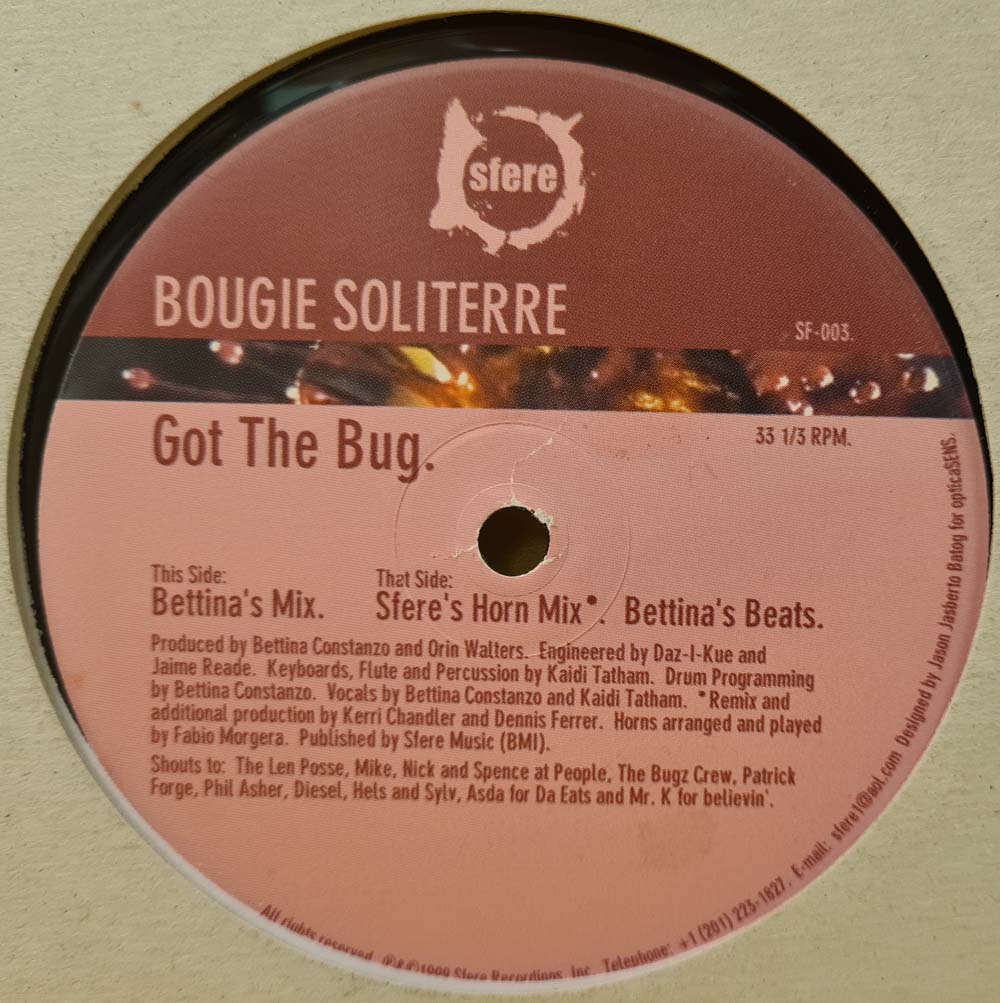 sfere
BOUGIE SOLITERRE
SF-003.
Got The Bug.
33 1/3 RPM.
This Side:
Bettina's Mix.
That Side:
Sfere's Horn Mix*. Bettina's Beats.
Produced by Bettina Constanzo and Orin Walters. Engineered by Daz-I-Kue and
Jaime Reade. Keyboards, Flute and Percussion by Kaidi Tatham. Drum Programming
by Bettina Constanzo. Vocals by Bettina Constanzo and Kaidi Tatham. *Remix and
additional production by Kerri Chandler and Dennis Ferrer. Horns arranged and played
by Fabio Morgera. Published by Sfere Music (BMI).
Shouts to: The Len Posse, Mike, Nick and Spence at People, The Bugz Crew, Patrick
Forge, Phil Asher, Diesel, Hels and Sylv, Asda for Da Eats and Mr. K for believin'.
All rights reserved. ℗&©1999 Sfere Recordings, Inc. Telephone: +1 (201) 223-1827. E-mail: sfere1@aol.com Designed by Jason Jasberto Batog for opticaSENS.